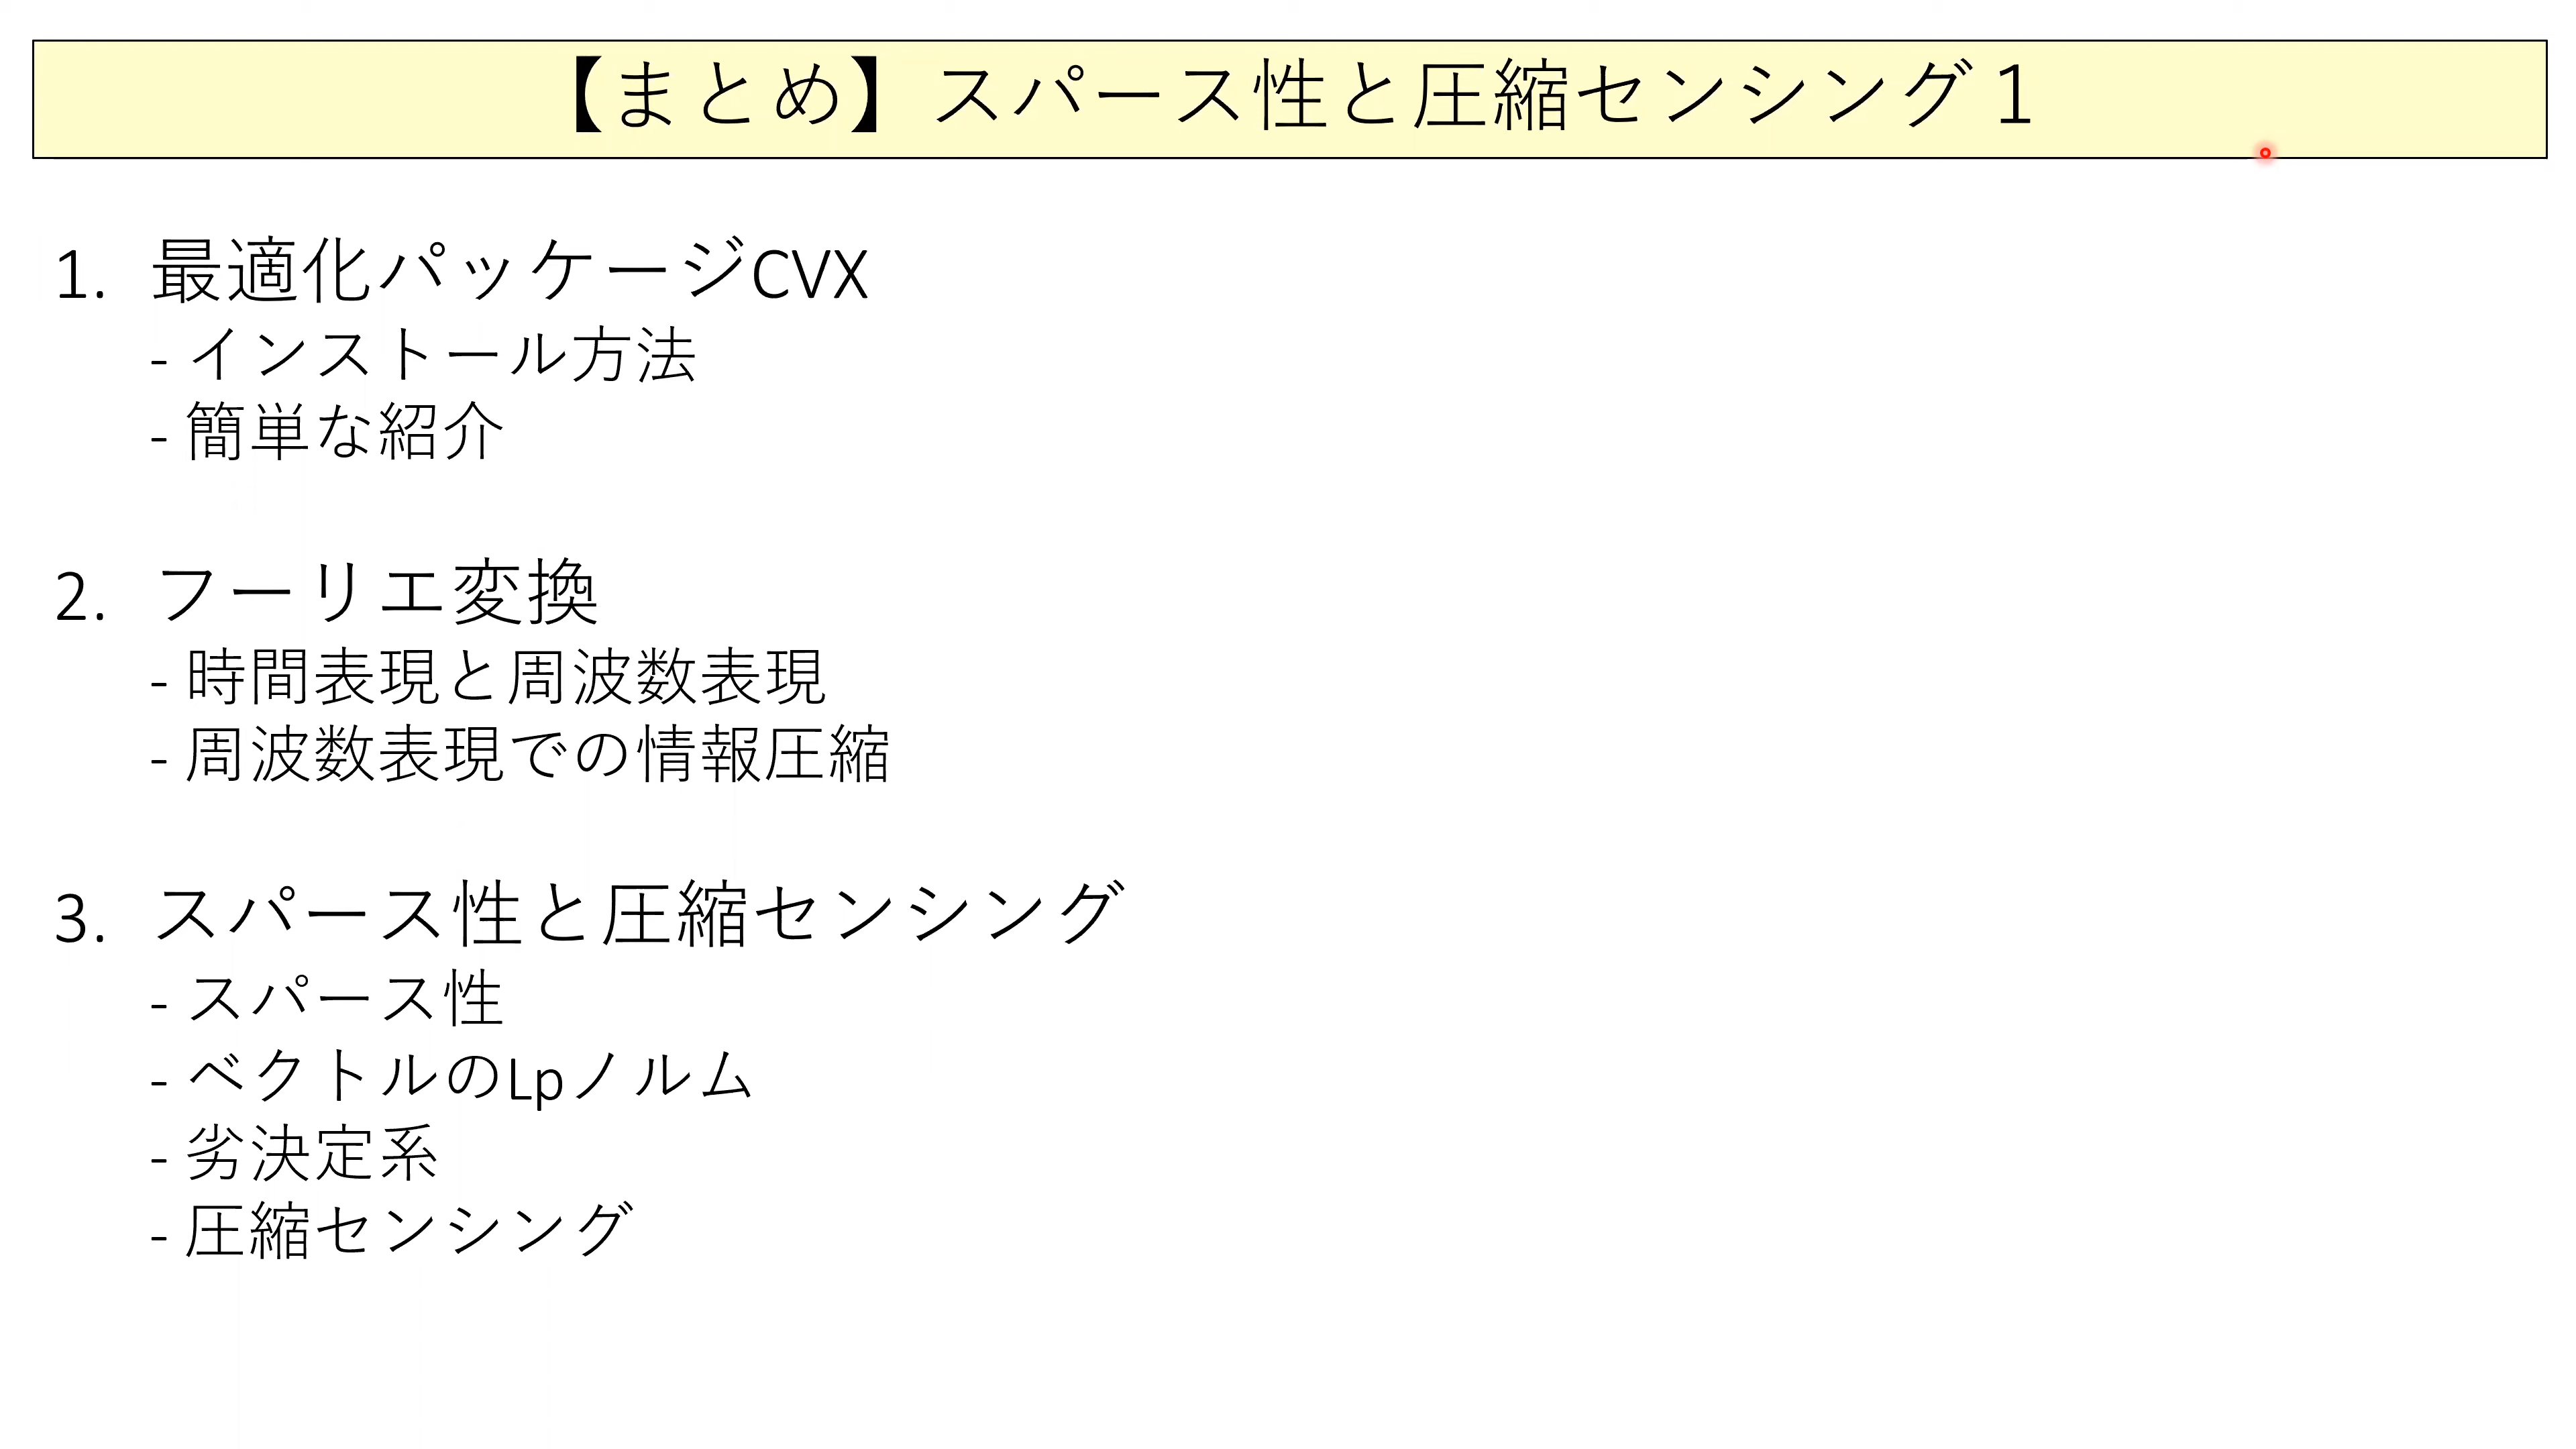 【まとめ】スパース性と圧縮センシング１
1. 最適化パッケージCVX
- インストール方法
- 簡単な紹介
2. フーリエ変換
- 時間表現と周波数表現
- 周波数表現での情報圧縮
3. スパース性と圧縮センシング
- スパース性
- ベクトルのLpノルム
- 劣決定系
- 圧縮センシング